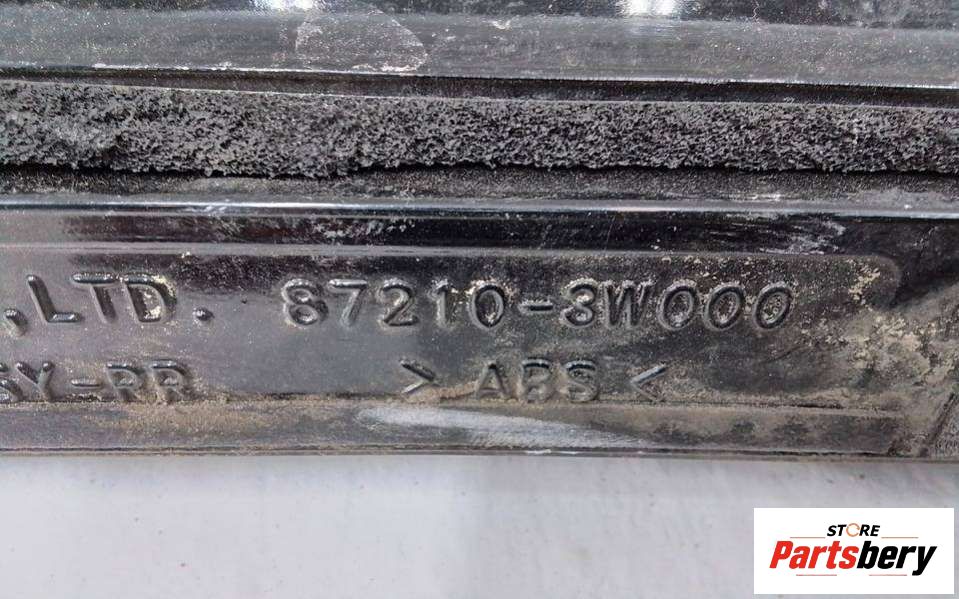 ,LTD. 87210-3W000
SY-RR >ABS<
STORE
Partsbery